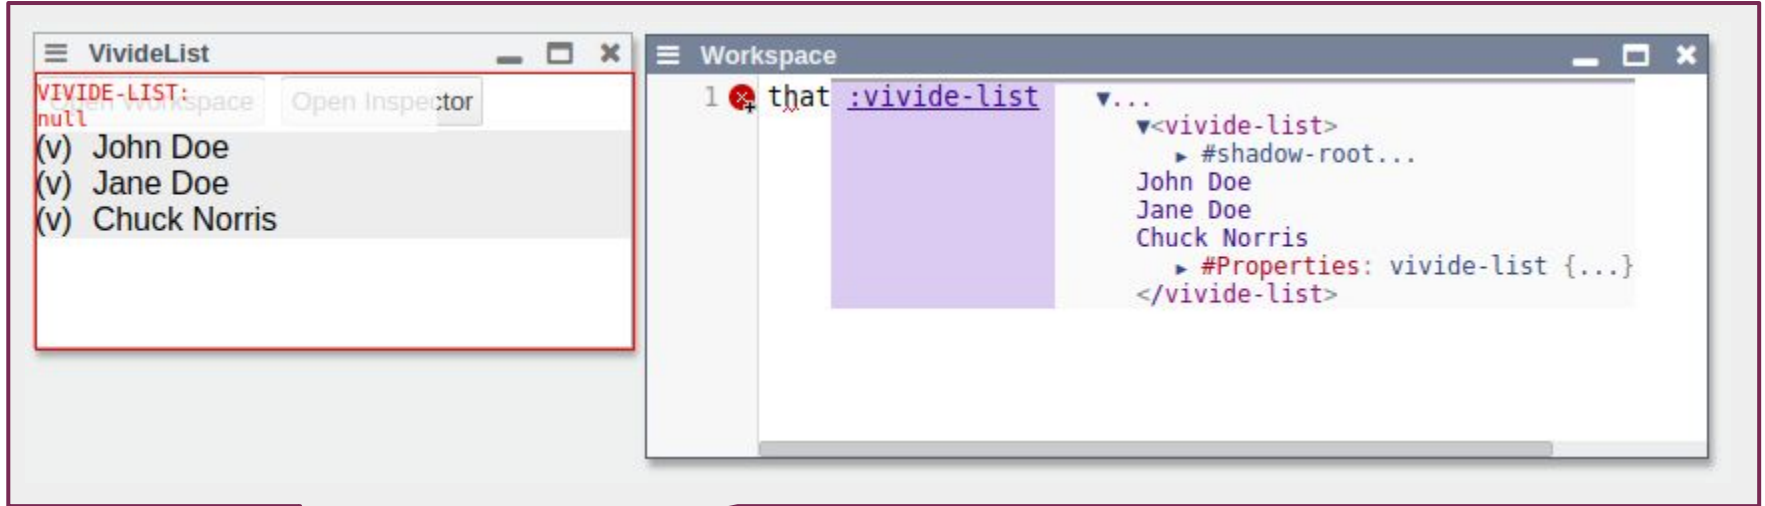 VivideList
VIVIDE-LIST:
null
Open Workspace
Open Inspector
(v) John Doe
(v) Jane Doe
(v) Chuck Norris
Workspace
1 that :vivide-list
▼...
▼<vivide-list>
▶ #shadow-root...
John Doe
Jane Doe
Chuck Norris
▶ #Properties: vivide-list {...}
</vivide-list>